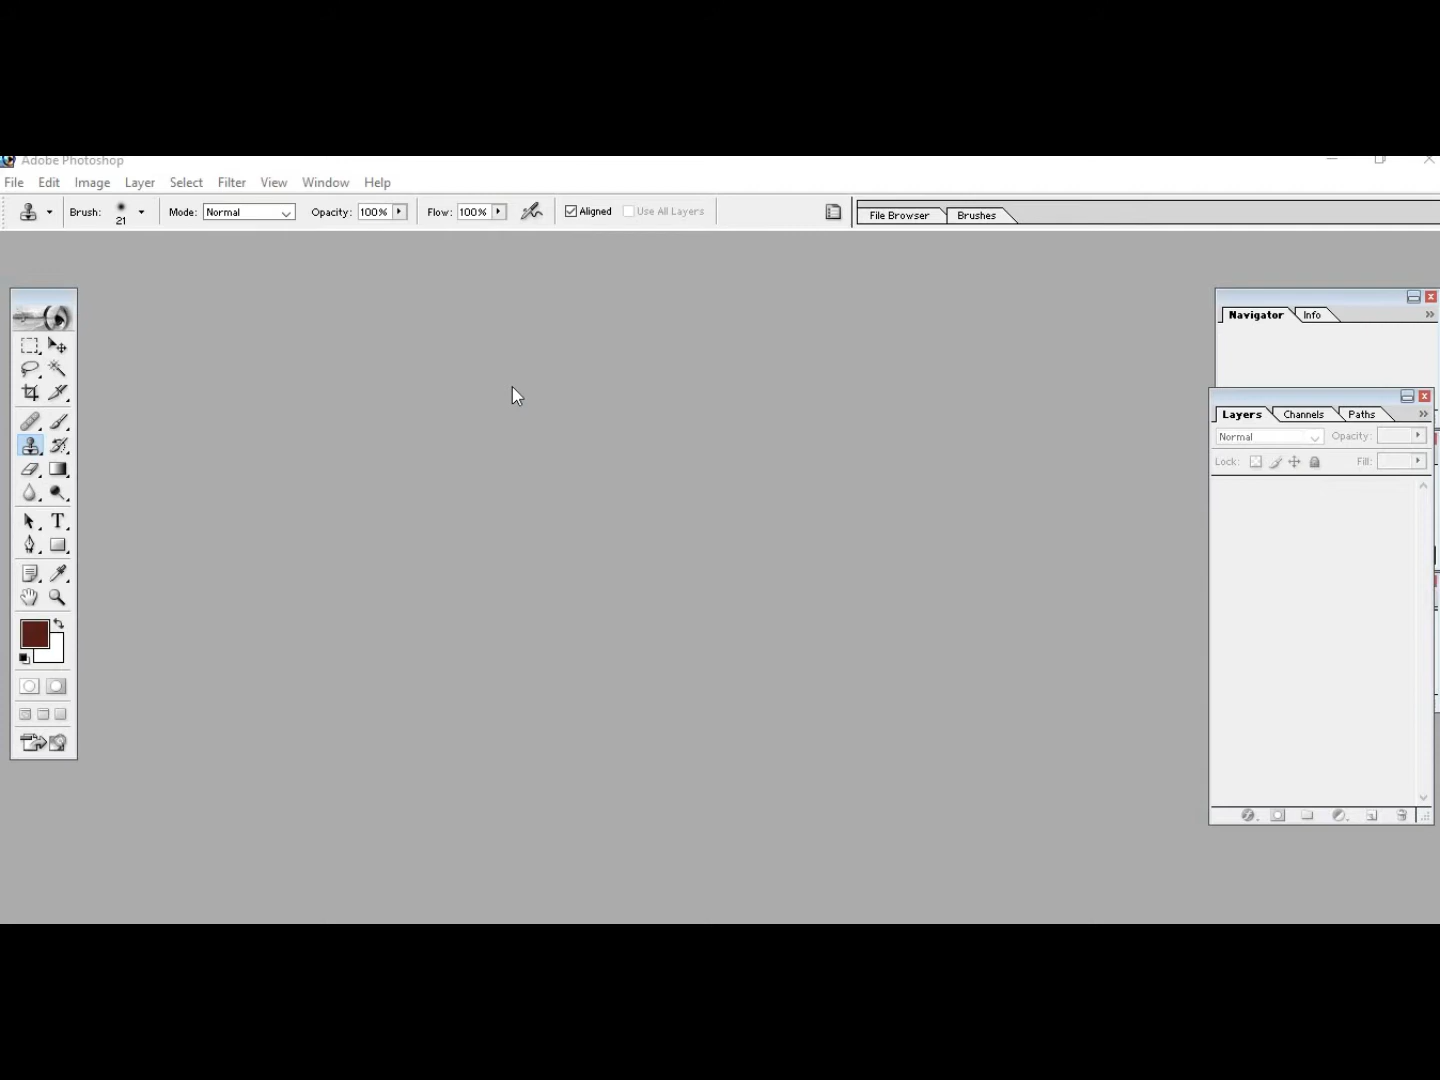 Adobe Photoshop
File Edit Image Layer Select Filter View Window Help
Brush: 21 Mode: Normal Opacity: 100% Flow: 100% Aligned Use All Layers File Browser Brushes
Navigator Info
Layers Channels Paths
Normal Opacity:
Lock: Fill:
T